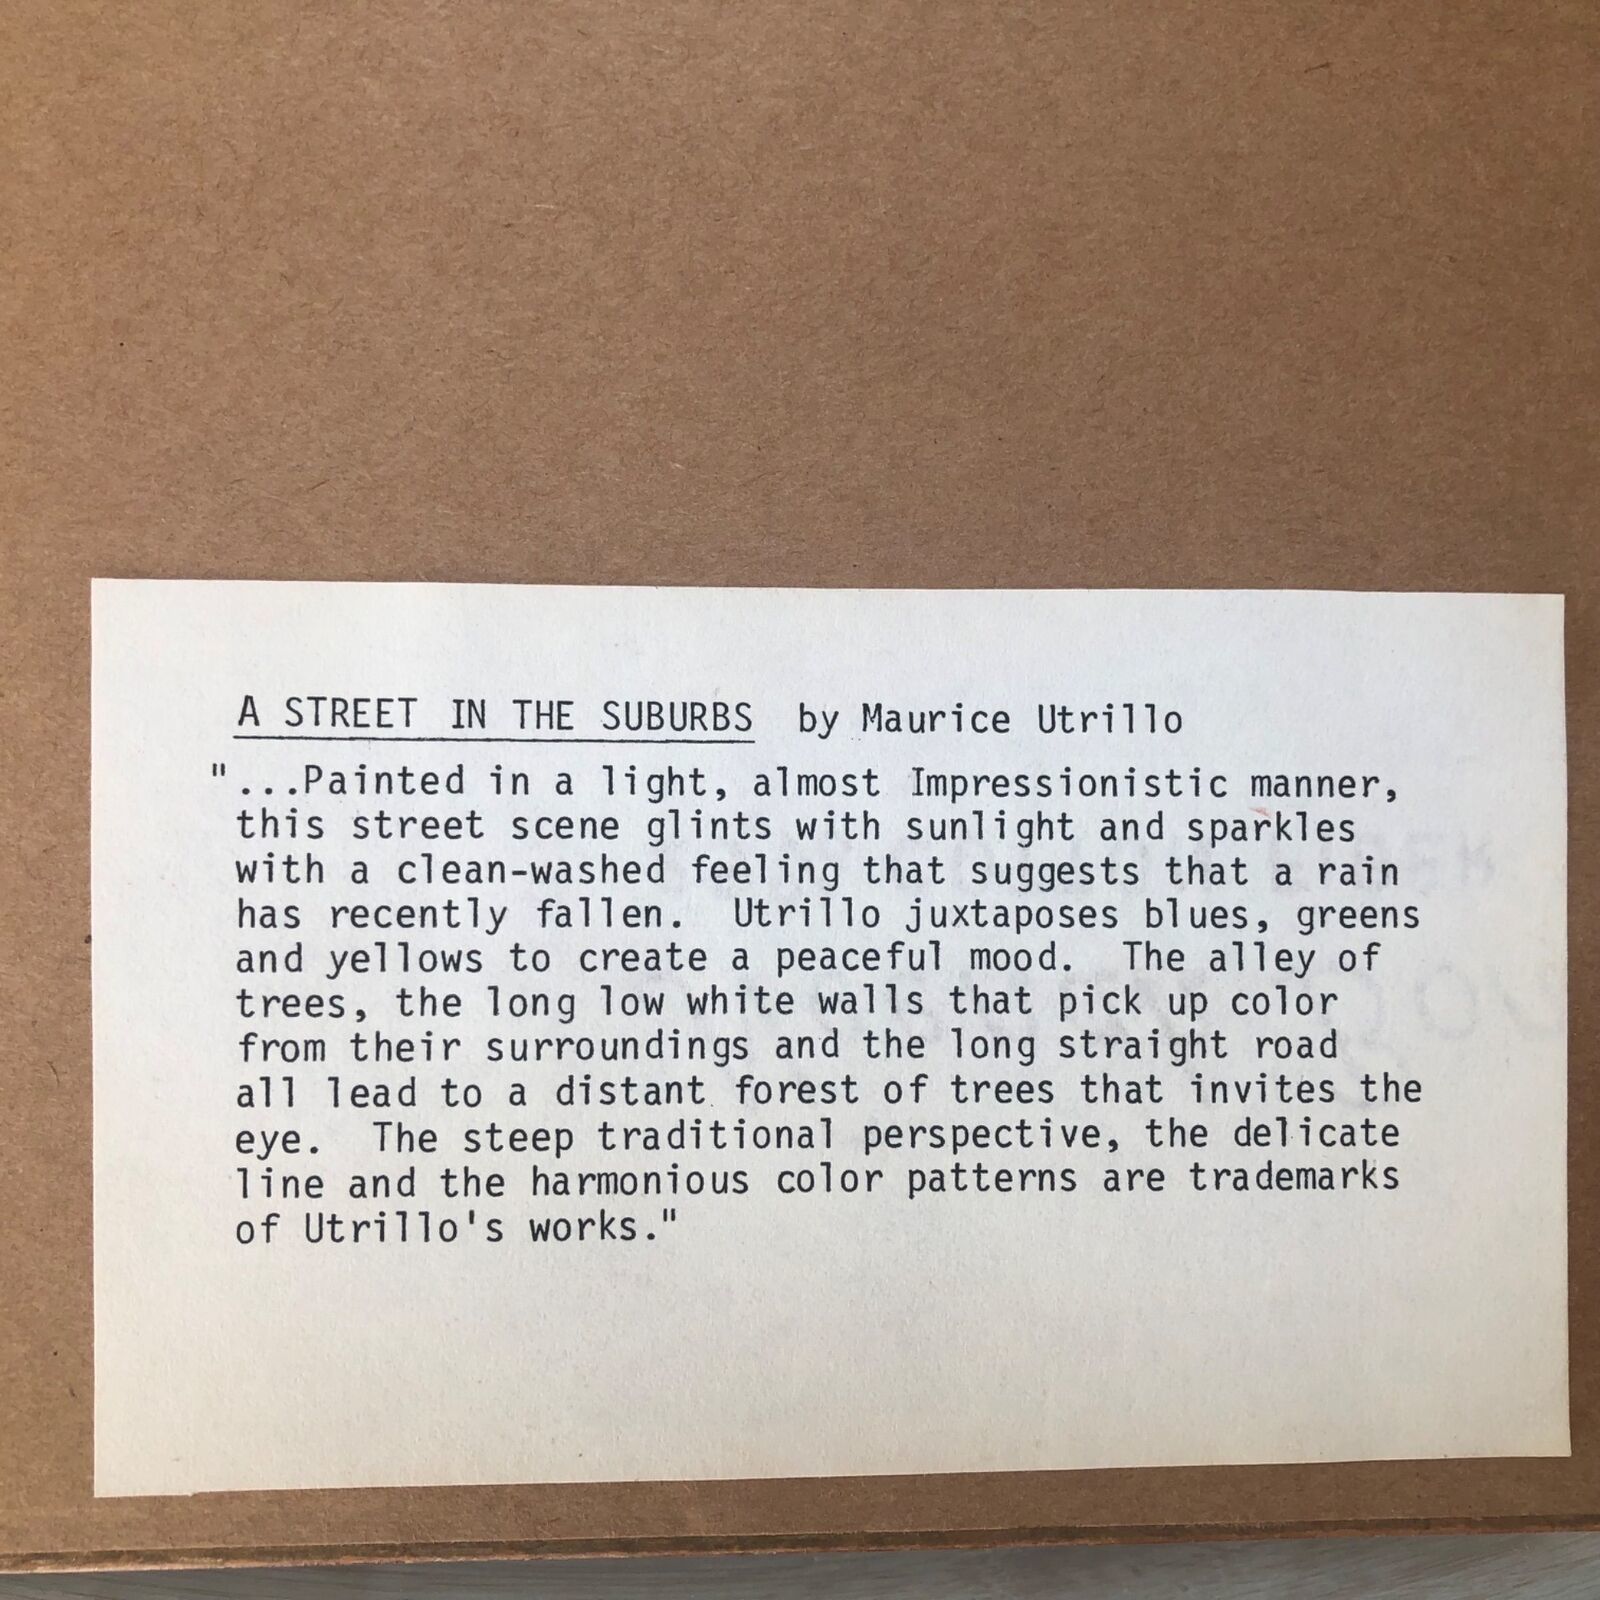 A STREET IN THE SUBURBS by Maurice Utrillo
"...Painted in a light, almost Impressionistic manner,
this street scene glints with sunlight and sparkles
with a clean-washed feeling that suggests that a rain
has recently fallen. Utrillo juxtaposes blues, greens
and yellows to create a peaceful mood. The alley of
trees, the long low white walls that pick up color
from their surroundings and the long straight road
all lead to a distant forest of trees that invites the
eye. The steep traditional perspective, the delicate
line and the harmonious color patterns are trademarks
of Utrillo's works."